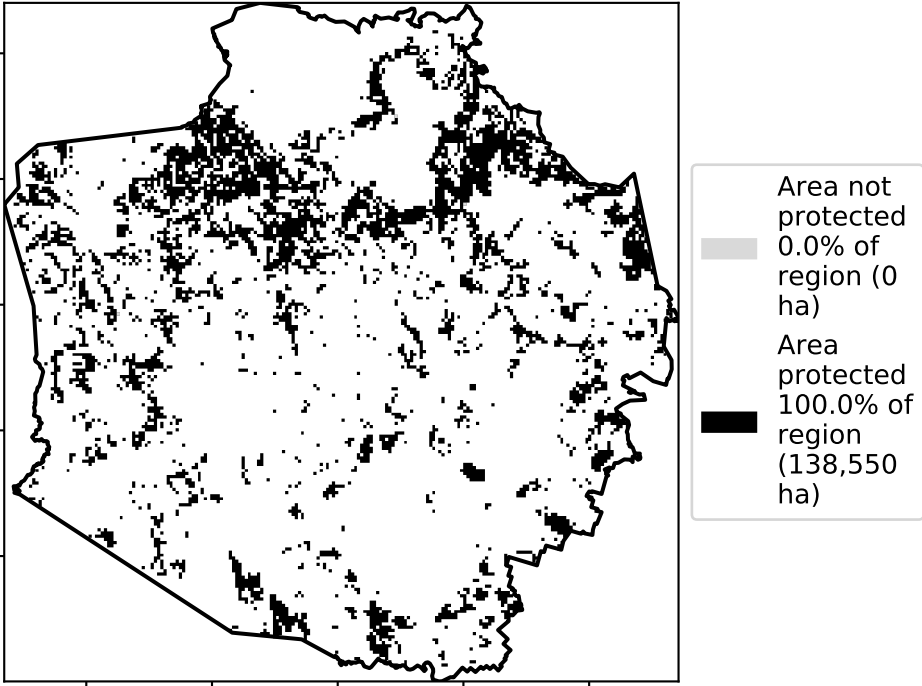 Area not
protected
0.0% of
region (0
ha)
Area
protected
100.0% of
region
(138,550
ha)